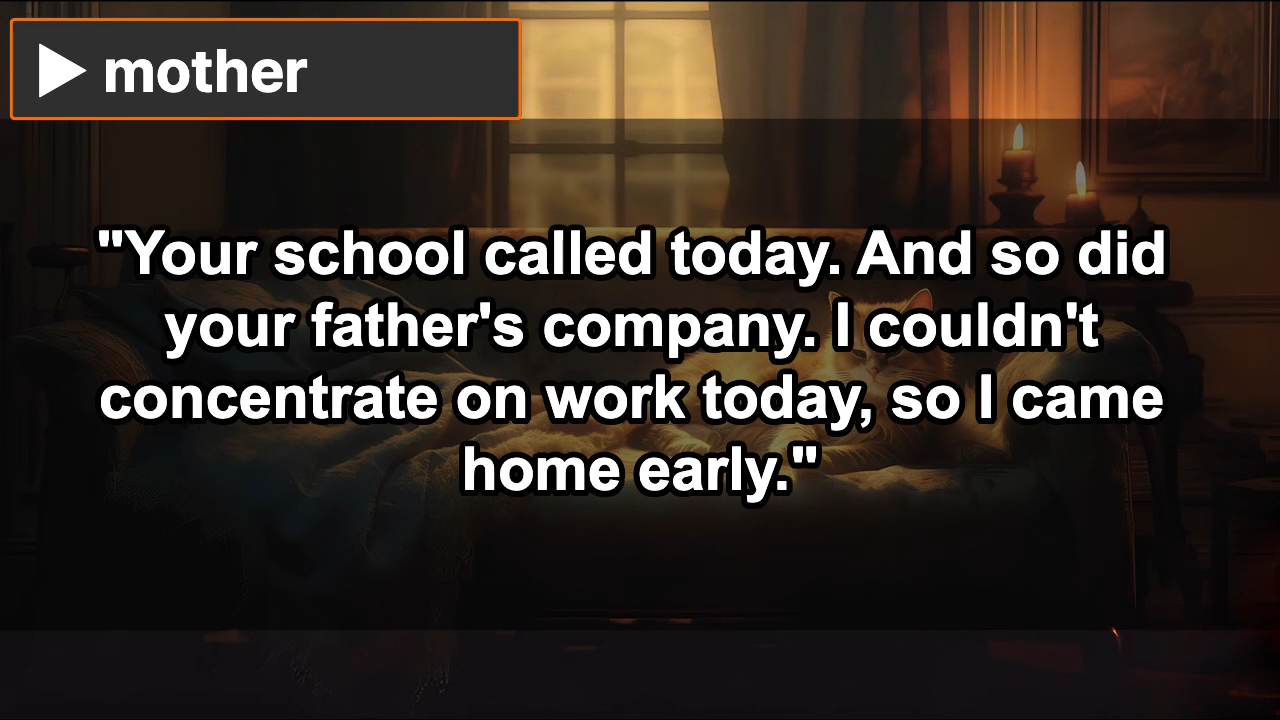 mother
"Your school called today. And so did
your father's company. I couldn't
concentrate on work today, so I came
home early."